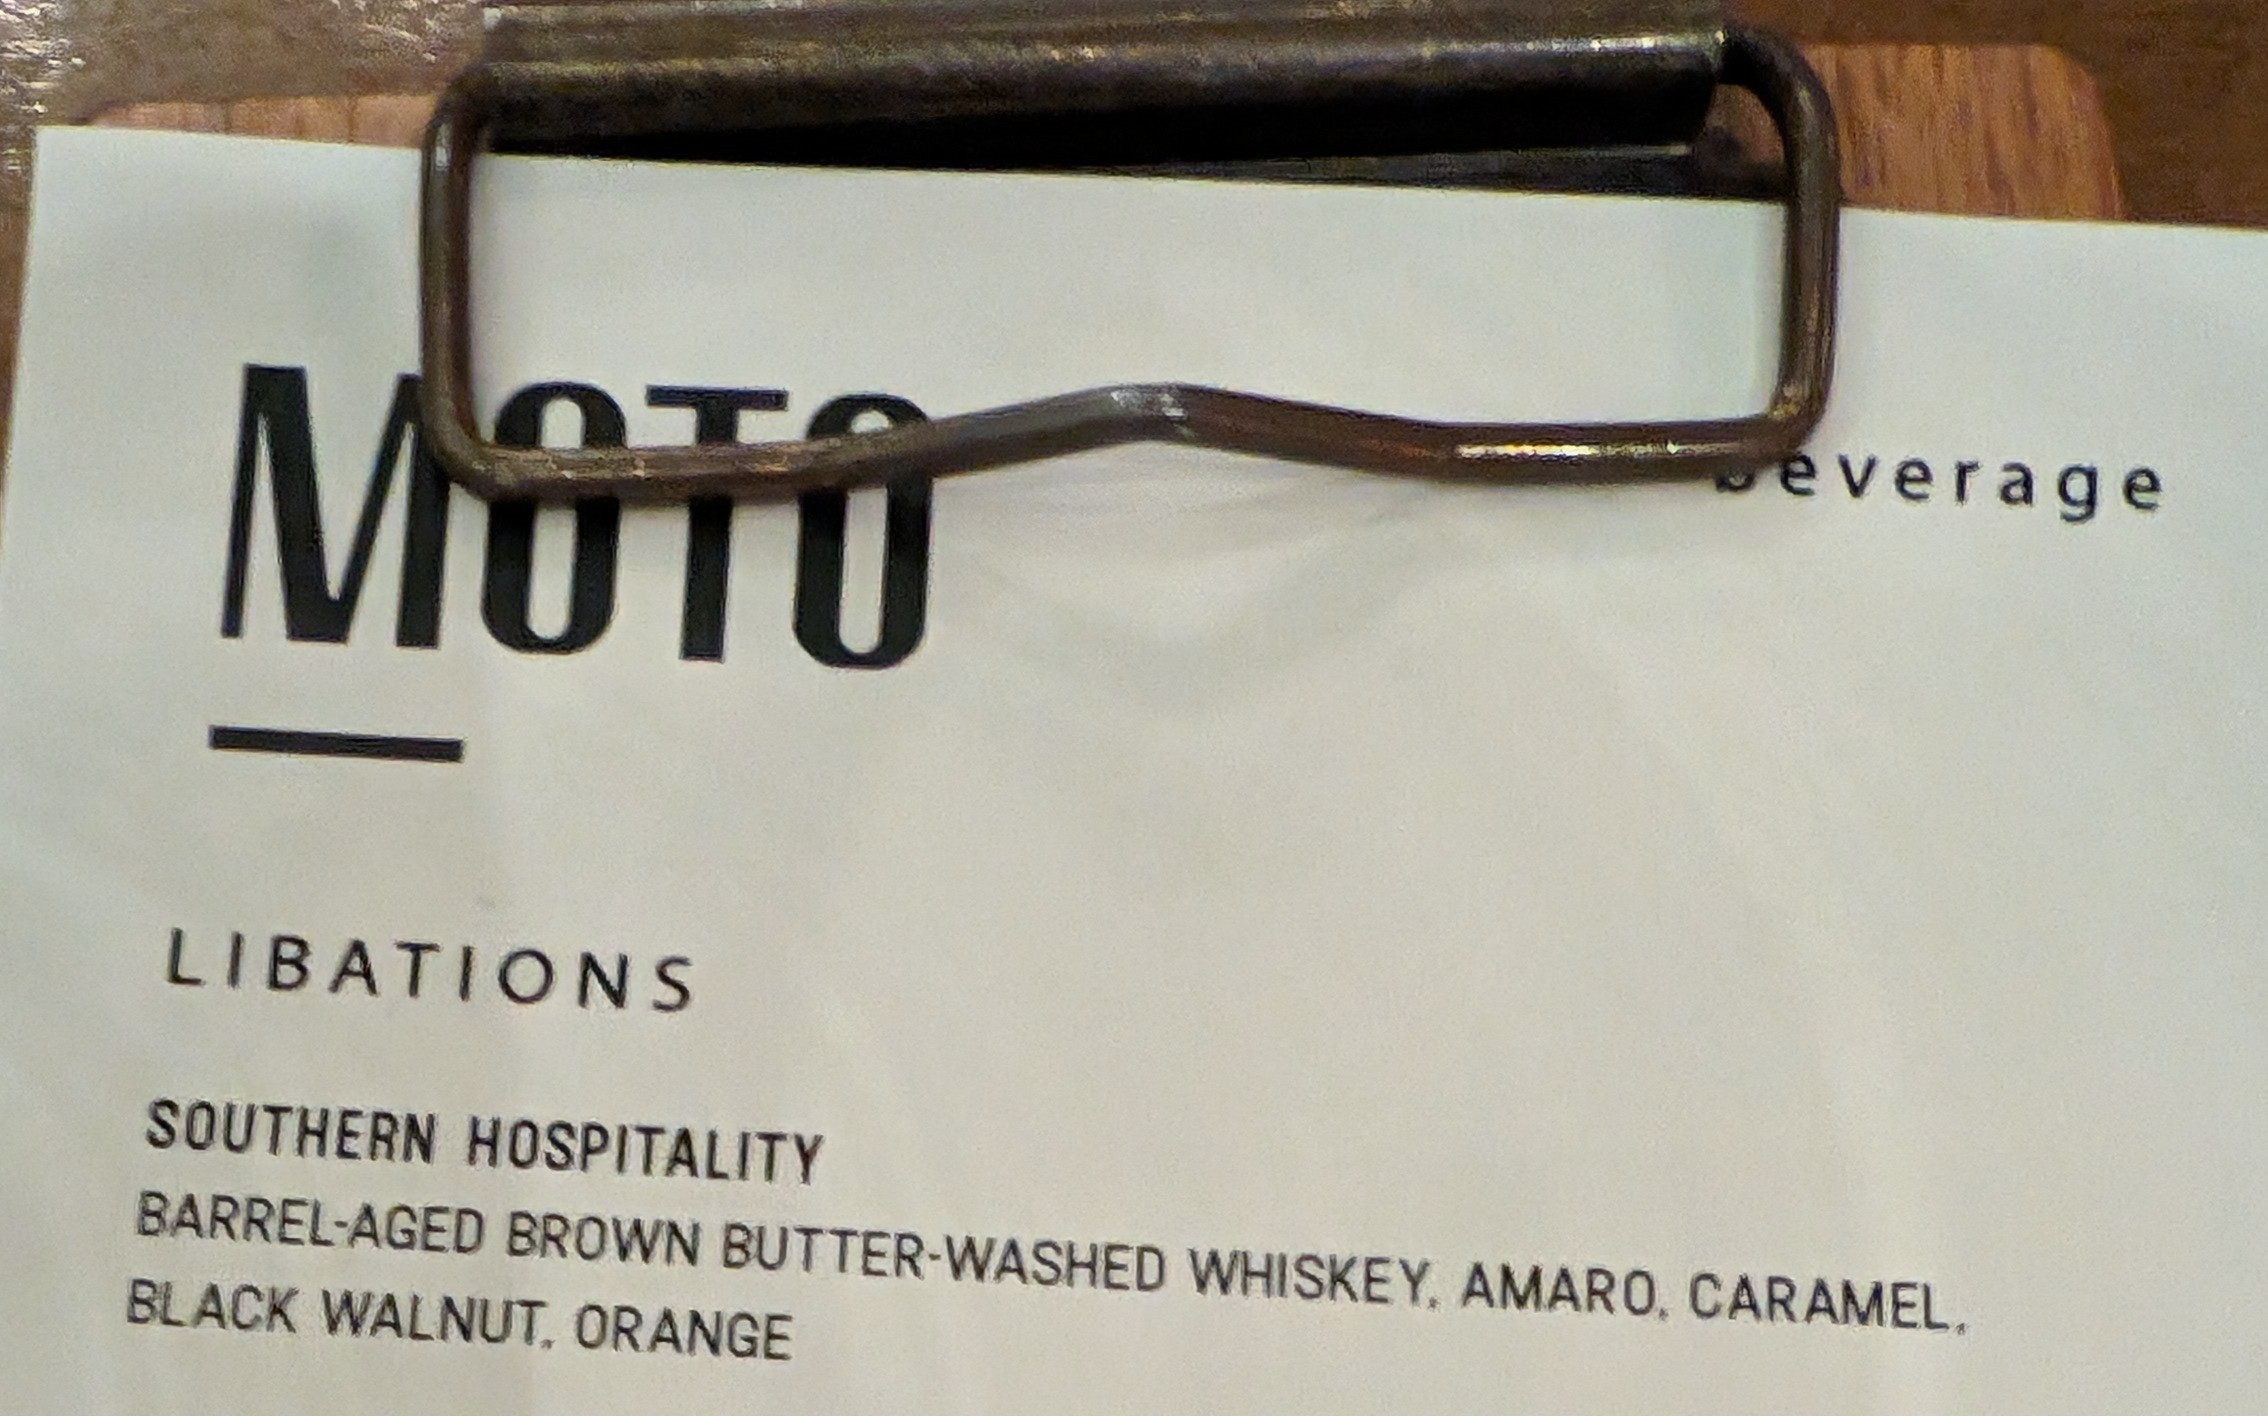 MOTO
beverage
LIBATIONS
SOUTHERN HOSPITALITY
BARREL-AGED BROWN BUTTER-WASHED WHISKEY, AMARO, CARAMEL,
BLACK WALNUT, ORANGE